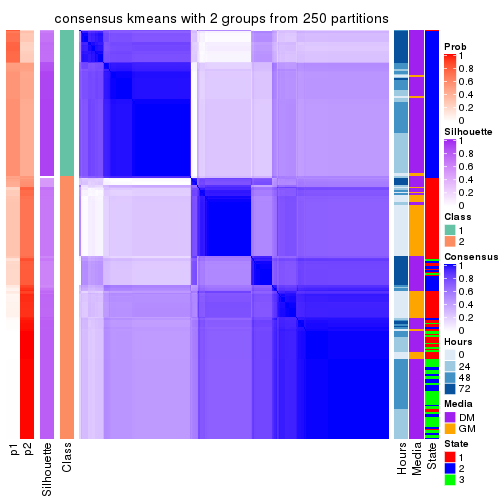 consensus kmeans with 2 groups from 250 partitions
Prob
1
0.8
0.6
0.4
0.2
0
Silhouette
1
0.8
0.6
0.4
0.2
0
Class
1
2
Consensus
1
0.8
0.6
0.4
0.2
0
Hours
0
24
48
72
Media
DM
GM
State
1
2
3
p1
p2
Silhouette
Class
Hours
Media
State